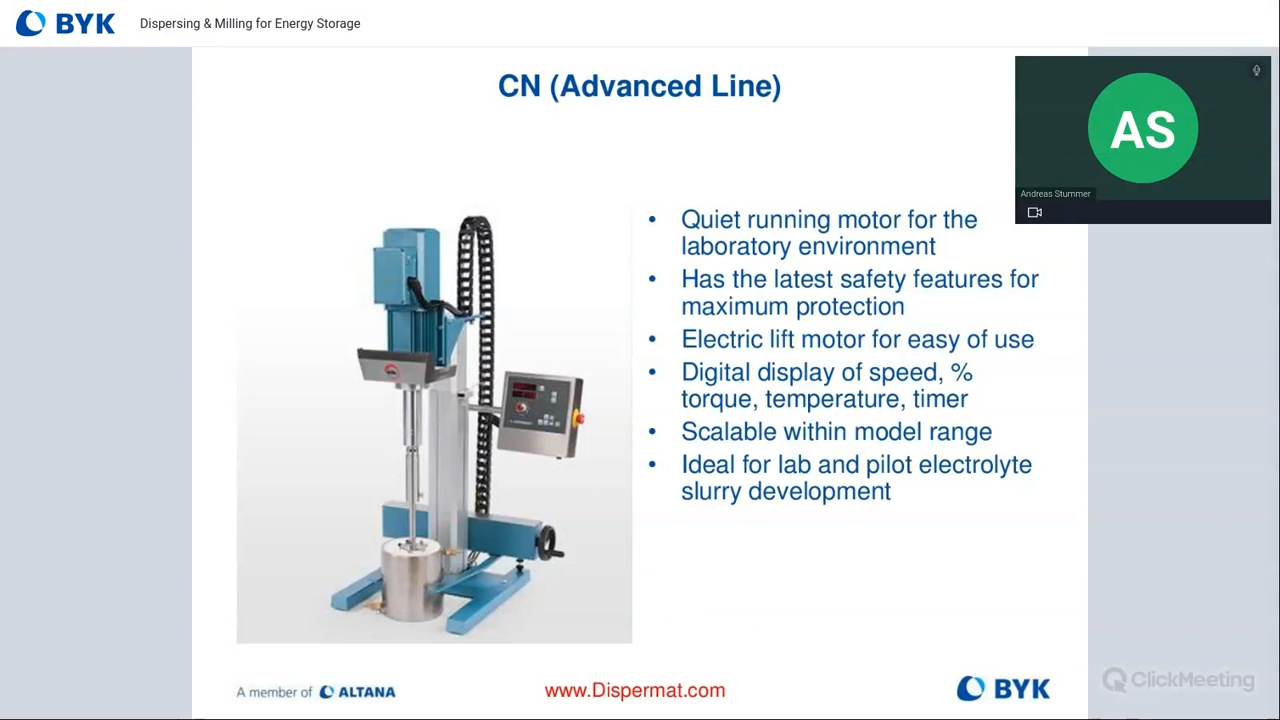 BYK
Dispersing & Milling for Energy Storage
CN (Advanced Line)
AS
Andreas Stummer
• Quiet running motor for the
laboratory environment
• Has the latest safety features for
maximum protection
• Electric lift motor for easy of use
• Digital display of speed, %
torque, temperature, timer
• Scalable within model range
• Ideal for lab and pilot electrolyte
slurry development
A member of ALTANA
www.Dispermat.com
BYK
ClickMeeting